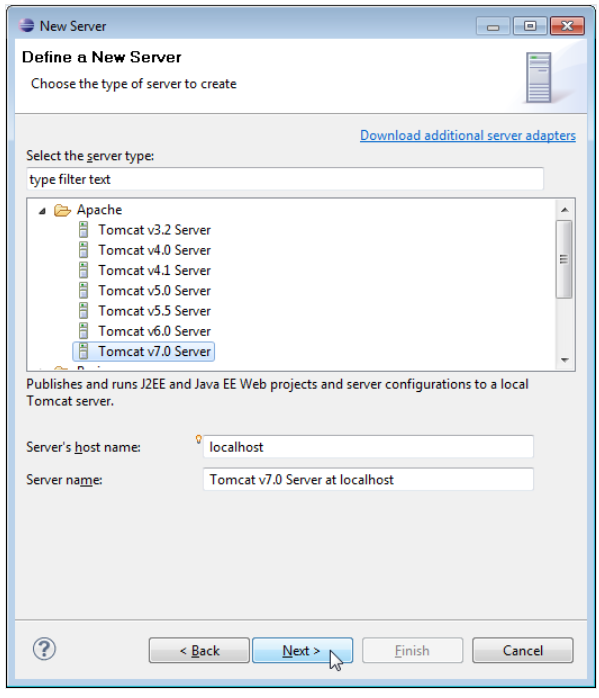 New Server
Define a New Server
Choose the type of server to create
Download additional server adapters
Select the server type:
type filter text
Apache
Tomcat v3.2 Server
Tomcat v4.0 Server
Tomcat v4.1 Server
Tomcat v5.0 Server
Tomcat v5.5 Server
Tomcat v6.0 Server
Tomcat v7.0 Server
Publishes and runs J2EE and Java EE Web projects and server configurations to a local
Tomcat server.
Server's host name: localhost
Server name: Tomcat v7.0 Server at localhost
? < Back Next > Finish Cancel